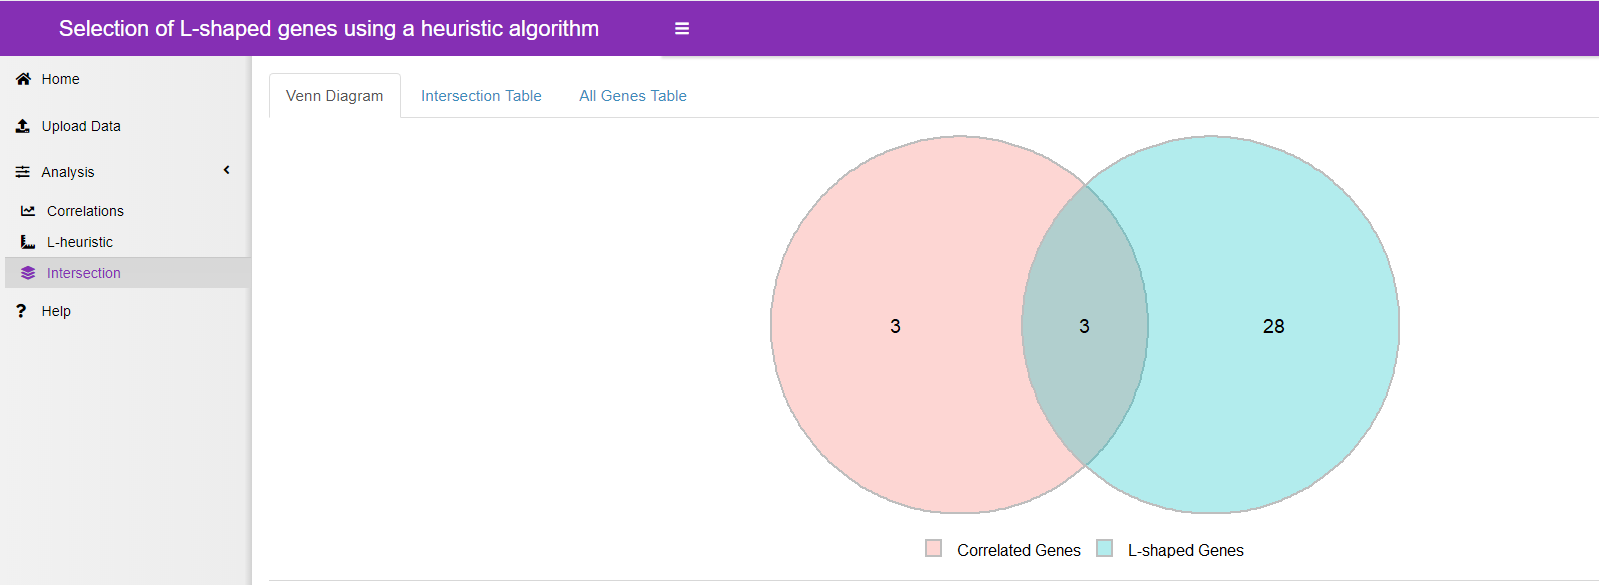 Selection of L-shaped genes using a heuristic algorithm
Home
Upload Data
Analysis
Correlations
L-heuristic
Intersection
Help
Venn Diagram Intersection Table All Genes Table
3 3 28
Correlated Genes L-shaped Genes